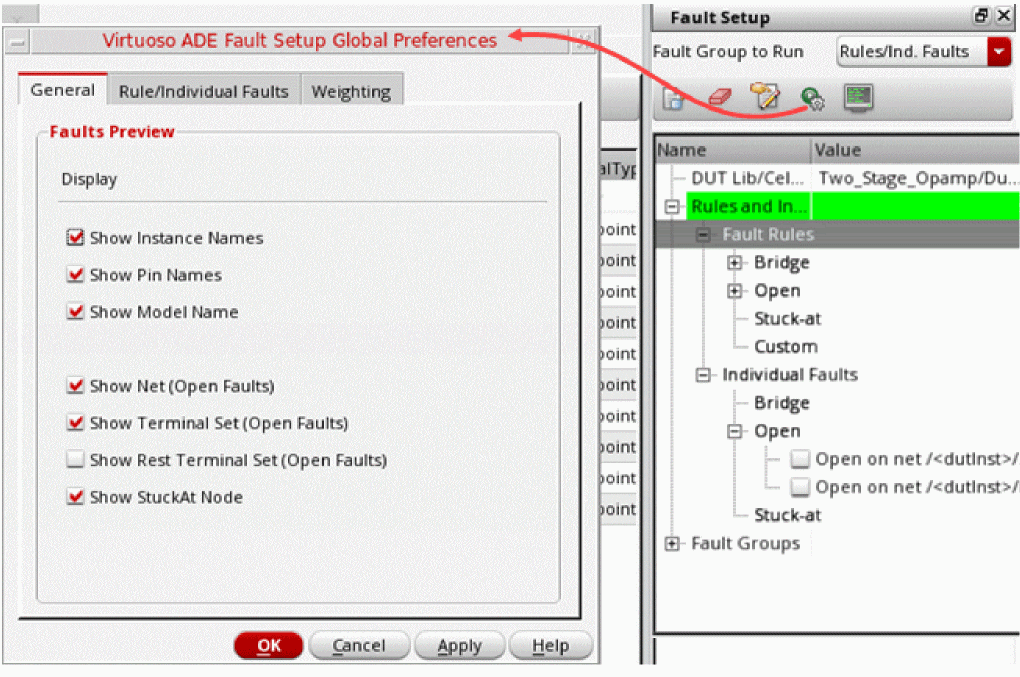 Virtuoso ADE Fault Setup Global Preferences
General
Rule/Individual Faults
Weighting
Faults Preview
Display
Show Instance Names
Show Pin Names
Show Model Name
Show Net (Open Faults)
Show Terminal Set (Open Faults)
Show Rest Terminal Set (Open Faults)
Show StuckAt Node
OK
Cancel
Apply
Help
alTyp
point
point
point
point
point
point
point
point
point
point
Fault Setup
Fault Group to Run
Rules/Ind. Faults
Name Value
DUT Lib/Cel... Two_Stage_Opamp/Du...
Rules and In...
Fault Rules
Bridge
Open
Stuck-at
Custom
Individual Faults
Bridge
Open
Open on net /<dutInst>/
Open on net /<dutInst>/
Stuck-at
Fault Groups